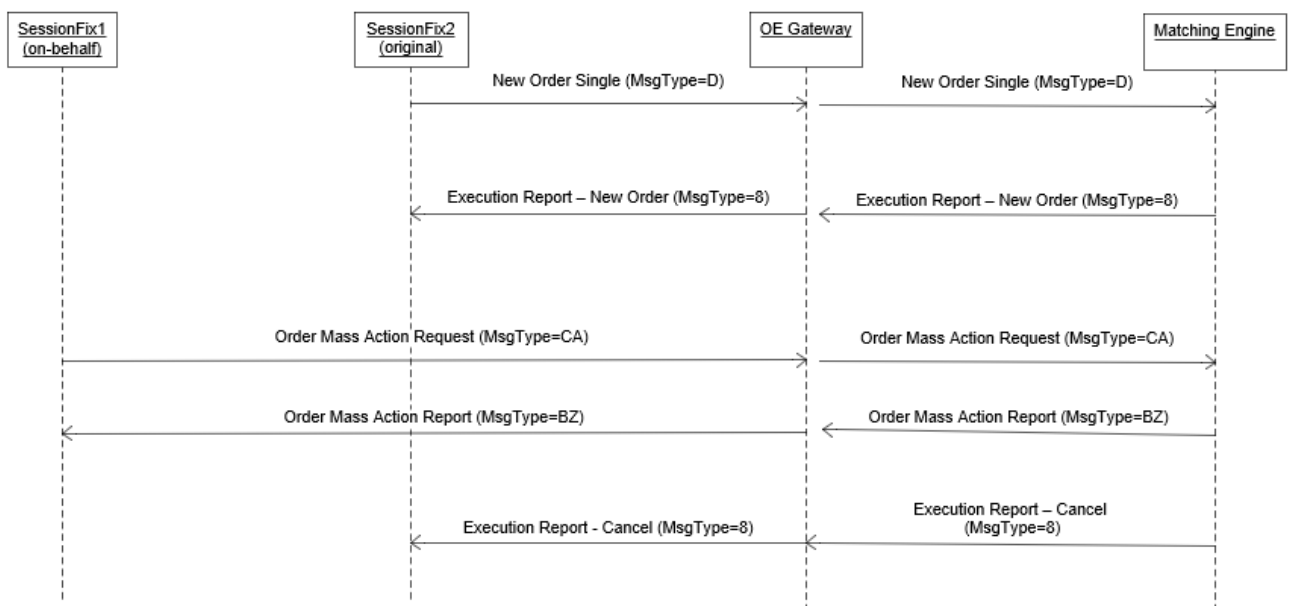 SessionFix1
(on-behalf)
SessionFix2
(original)
OE Gateway
Matching Engine
New Order Single (MsgType=D)
New Order Single (MsgType=D)
Execution Report – New Order (MsgType=8)
Execution Report – New Order (MsgType=8)
Order Mass Action Request (MsgType=CA)
Order Mass Action Request (MsgType=CA)
Order Mass Action Report (MsgType=BZ)
Order Mass Action Report (MsgType=BZ)
Execution Report - Cancel (MsgType=8)
Execution Report – Cancel
(MsgType=8)